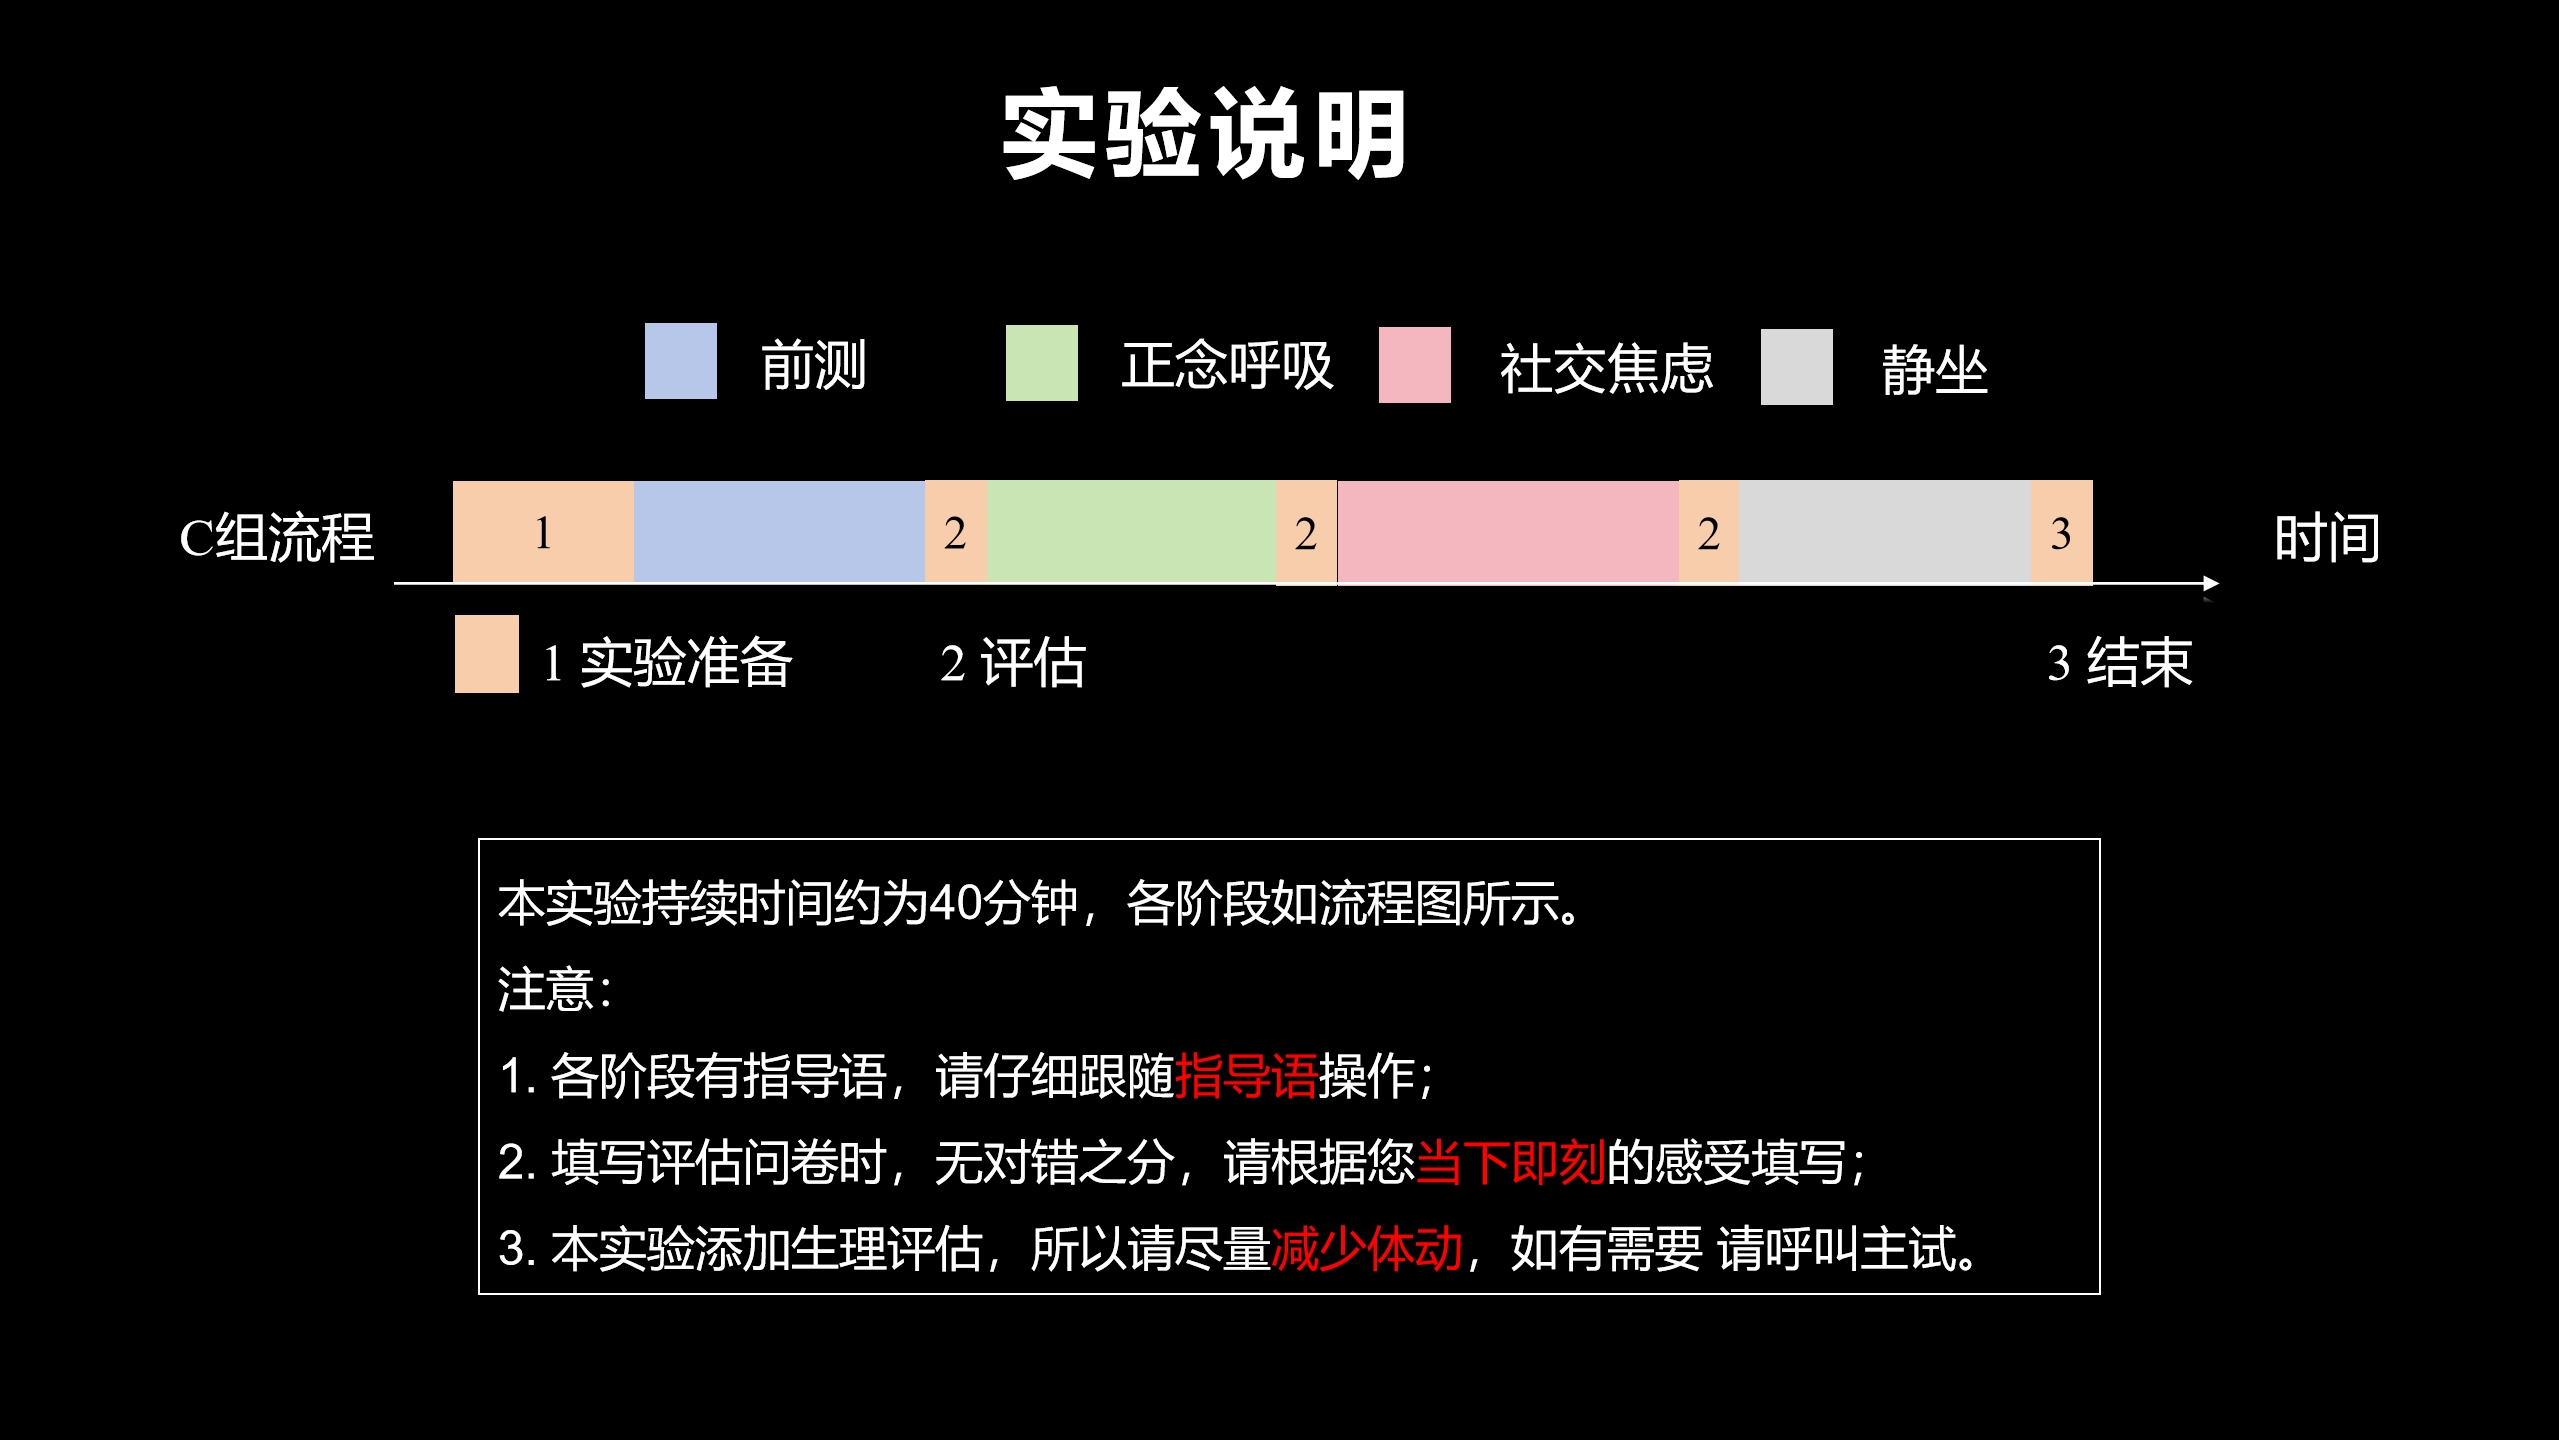 实验说明
前测 正念呼吸 社交焦虑 静坐
C组流程 1 2 2 2 3 时间
1 实验准备 2 评估 3 结束
本实验持续时间约为40分钟，各阶段如流程图所示。
注意：
1. 各阶段有指导语，请仔细跟随指导语操作；
2. 填写评估问卷时，无对错之分，请根据您当下即刻的感受填写；
3. 本实验添加生理评估，所以请尽量减少体动，如有需要 请呼叫主试。